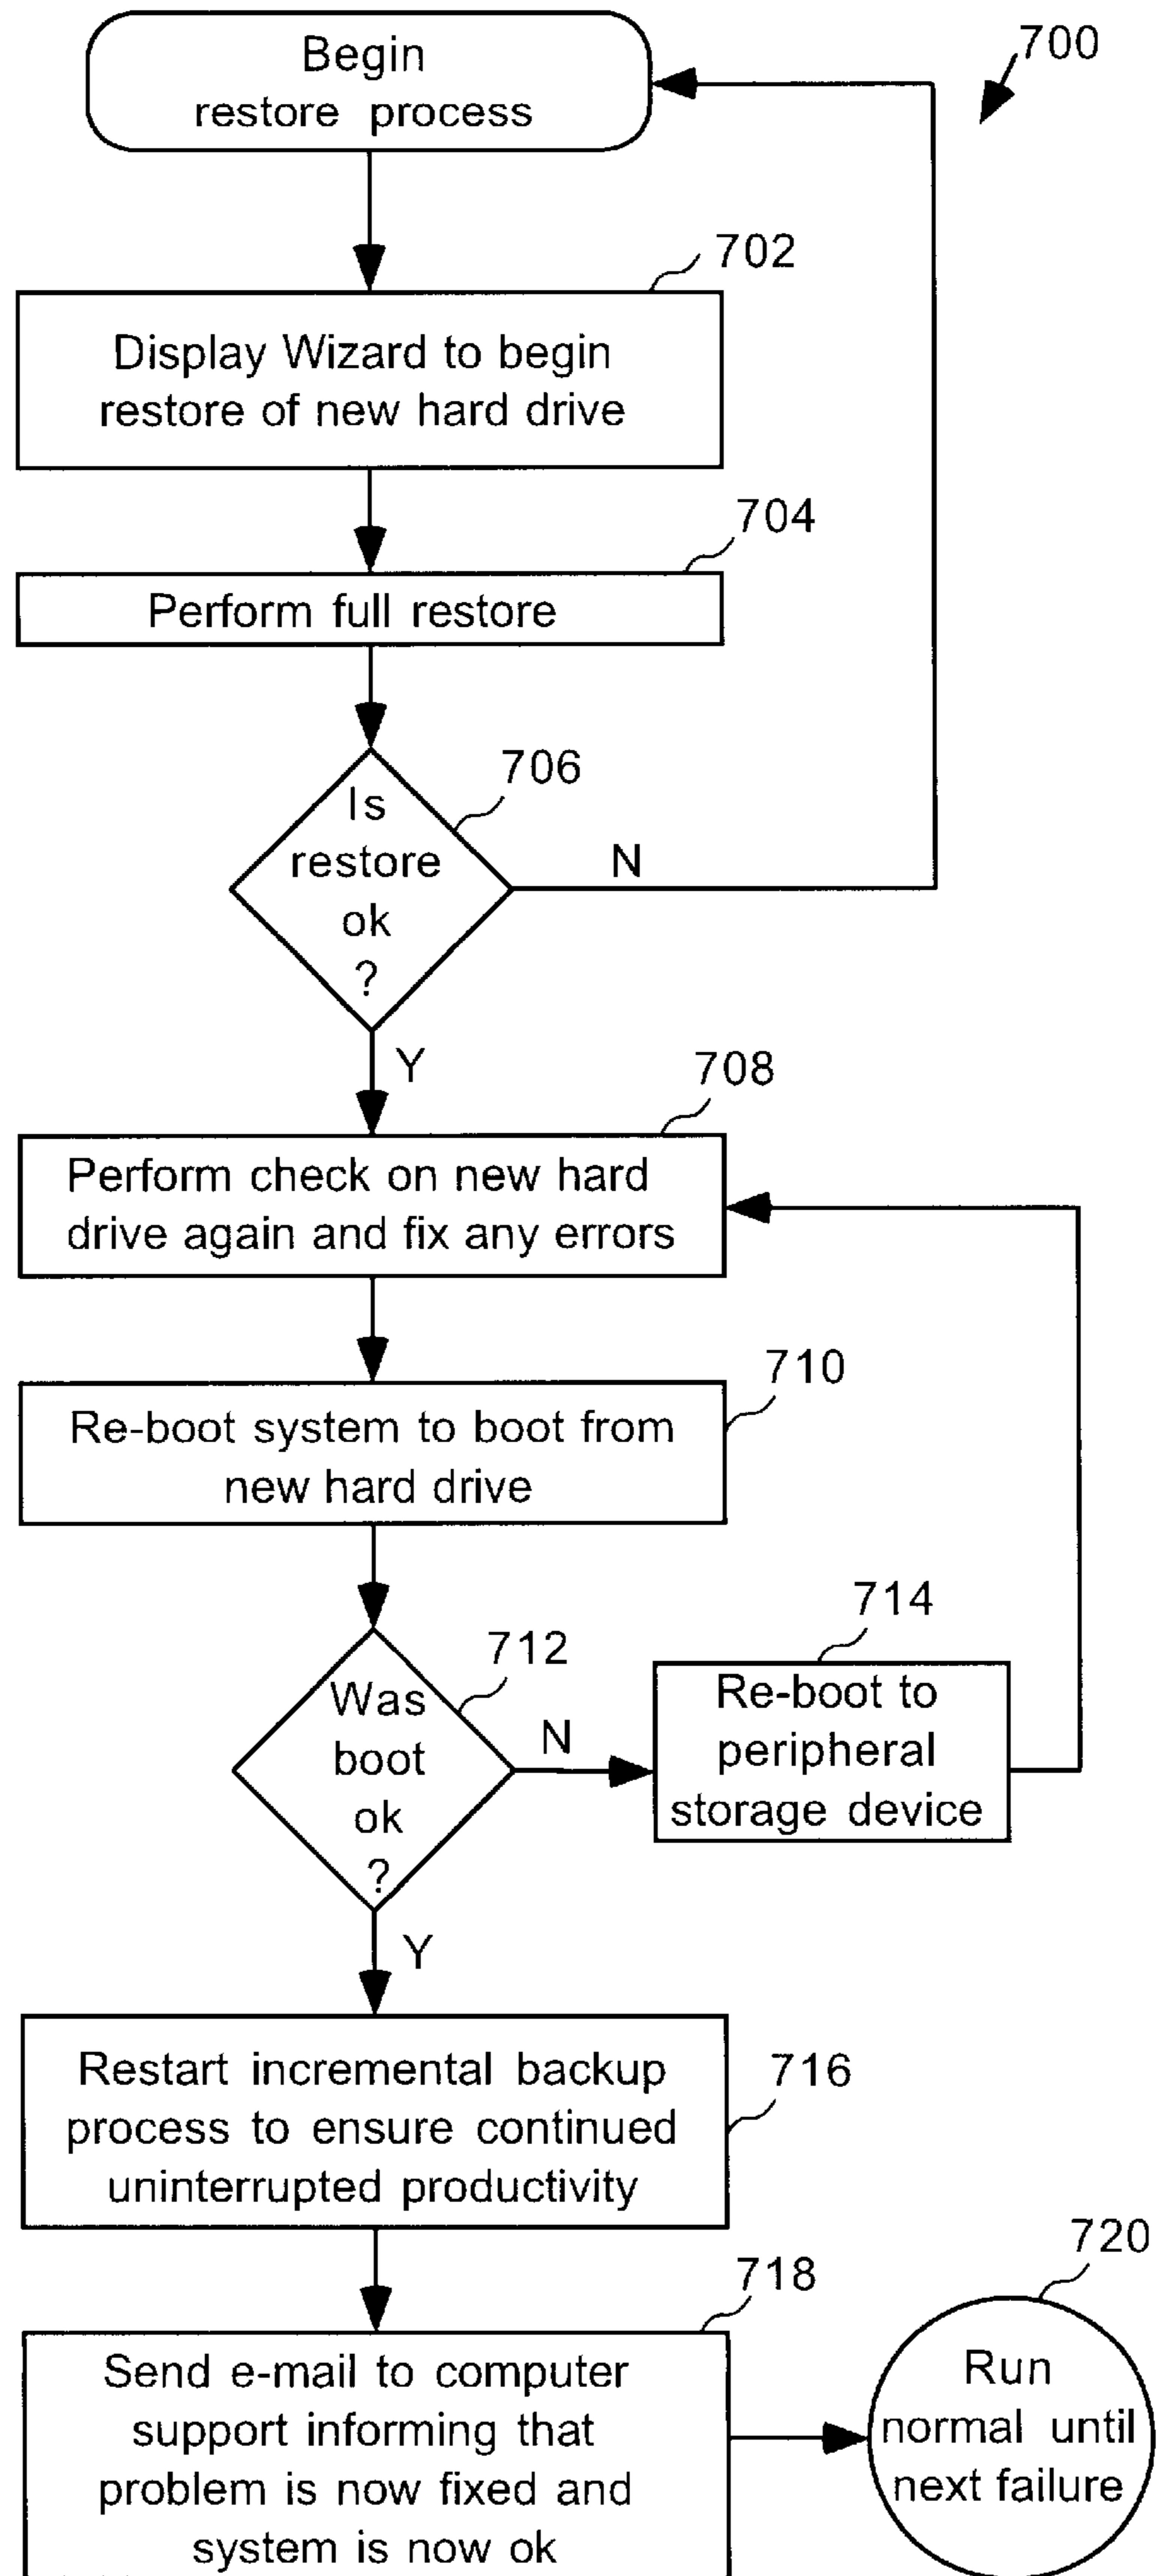 Begin
restore process
700
702
Display Wizard to begin
restore of new hard drive
704
Perform full restore
706
Is
restore
ok
?
N
Y
708
Perform check on new hard
drive again and fix any errors
710
Re-boot system to boot from
new hard drive
712
Was
boot
ok
?
N
714
Re-boot to
peripheral
storage device
Y
716
Restart incremental backup
process to ensure continued
uninterrupted productivity
718
Send e-mail to computer
support informing that
problem is now fixed and
system is now ok
720
Run
normal until
next failure